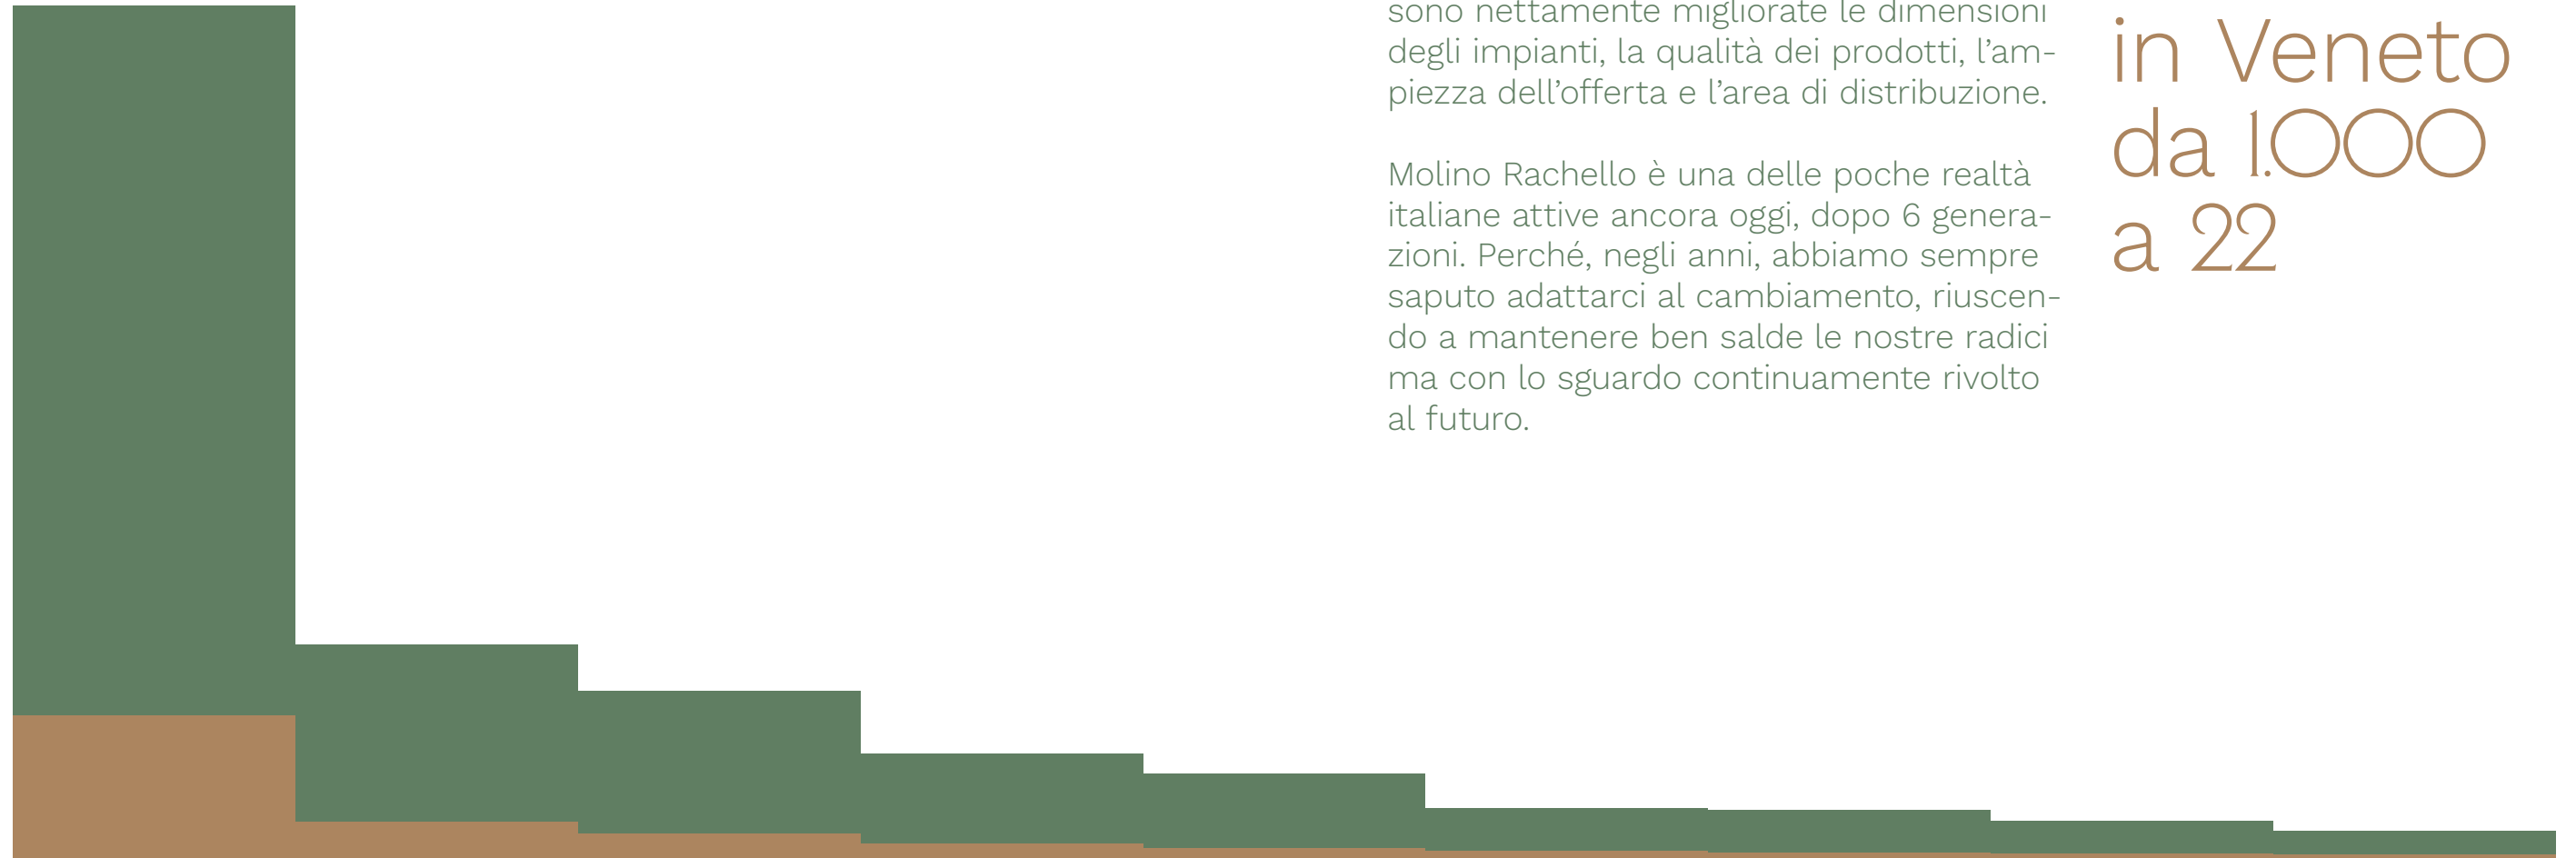 sono nettamente migliorate le dimensioni
degli impianti, la qualità dei prodotti, l’am-
piezza dell’offerta e l’area di distribuzione.
Molino Rachello è una delle poche realtà
italiane attive ancora oggi, dopo 6 genera-
zioni. Perché, negli anni, abbiamo sempre
saputo adattarci al cambiamento, riuscen-
do a mantenere ben salde le nostre radici
ma con lo sguardo continuamente rivolto
al futuro.
in Veneto
da 1.000
a 22